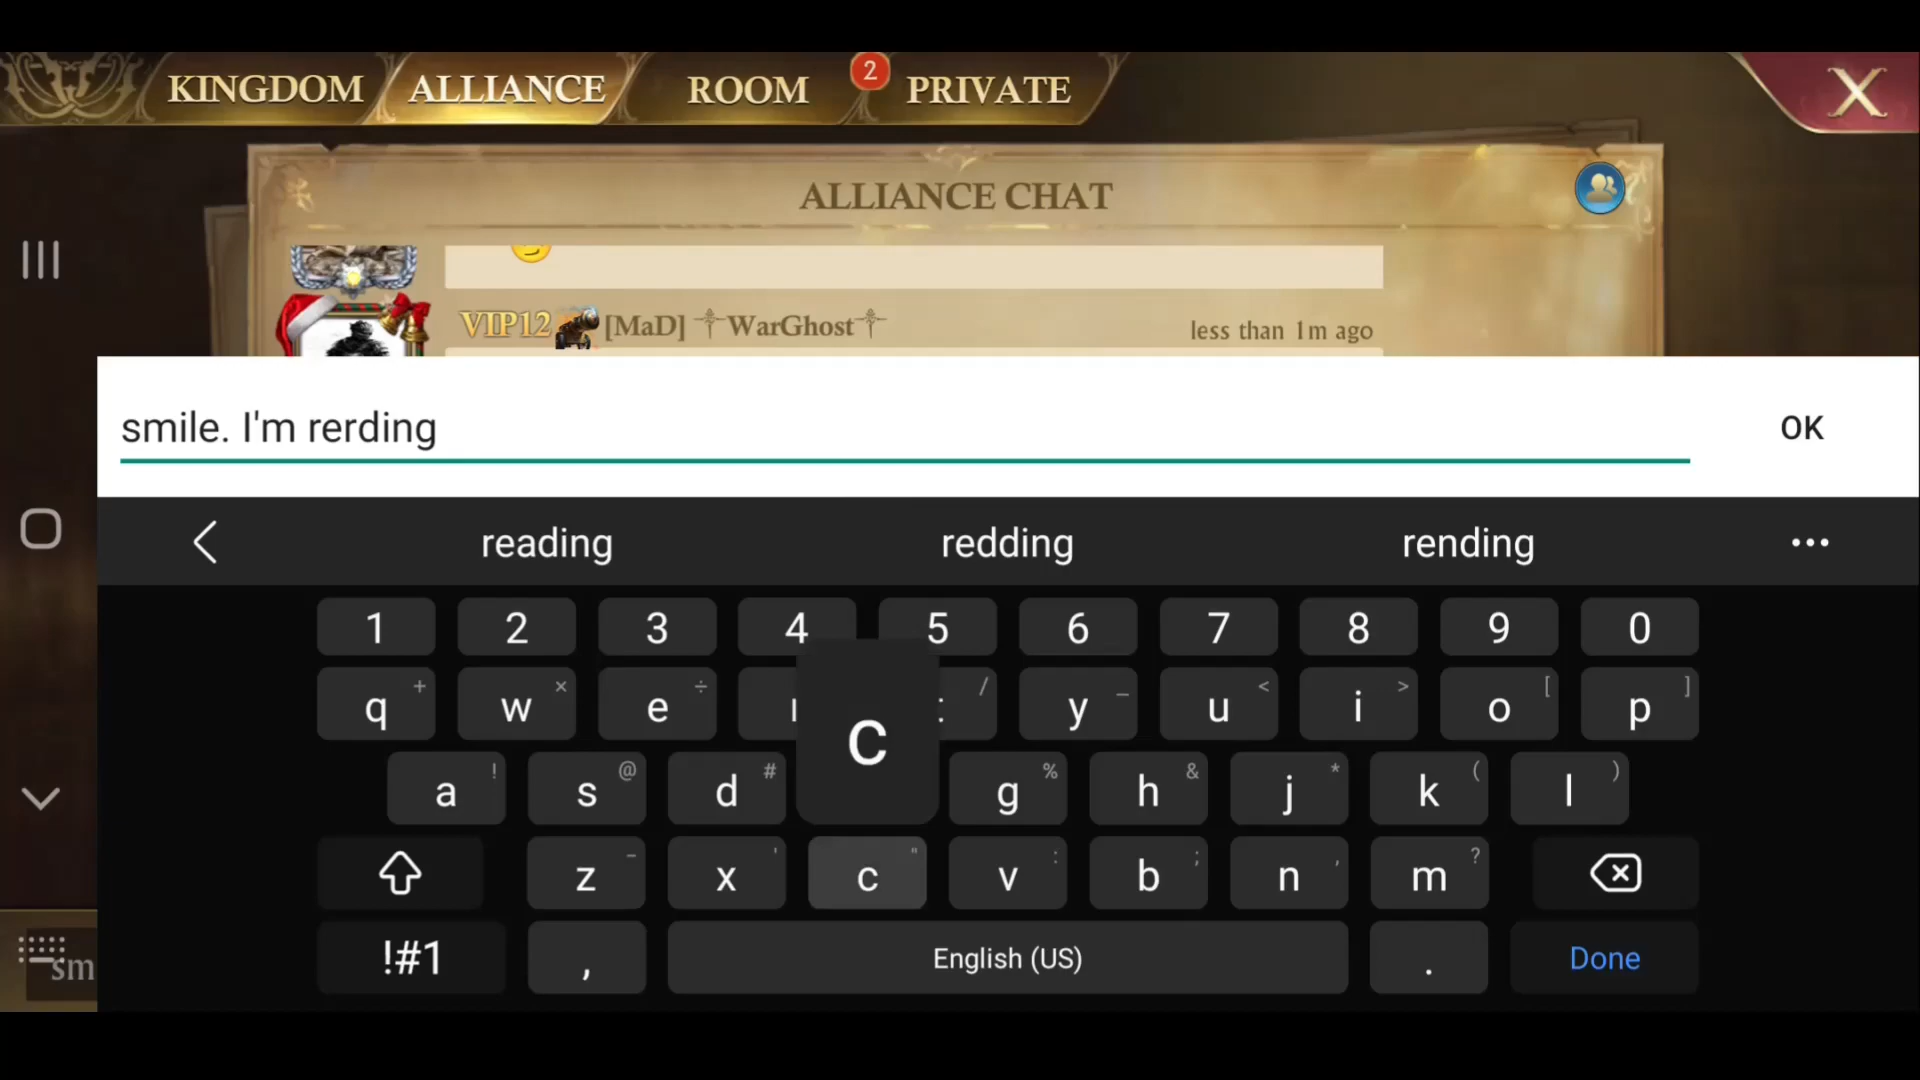 KINGDOM ALLIANCE ROOM 2 PRIVATE X
ALLIANCE CHAT
VIP12 [MaD] WarGhost less than 1m ago
smile. I'm rerding OK
reading redding rending ...
1 2 3 4 5 6 7 8 9 0
q + w × e ÷ / y _ u < i > o [ p ]
c
a ! s @ d # g % h & j * k ( l )
z - x ' c " v : b ; n , m ?
!#1 , English (US) . Done
sm